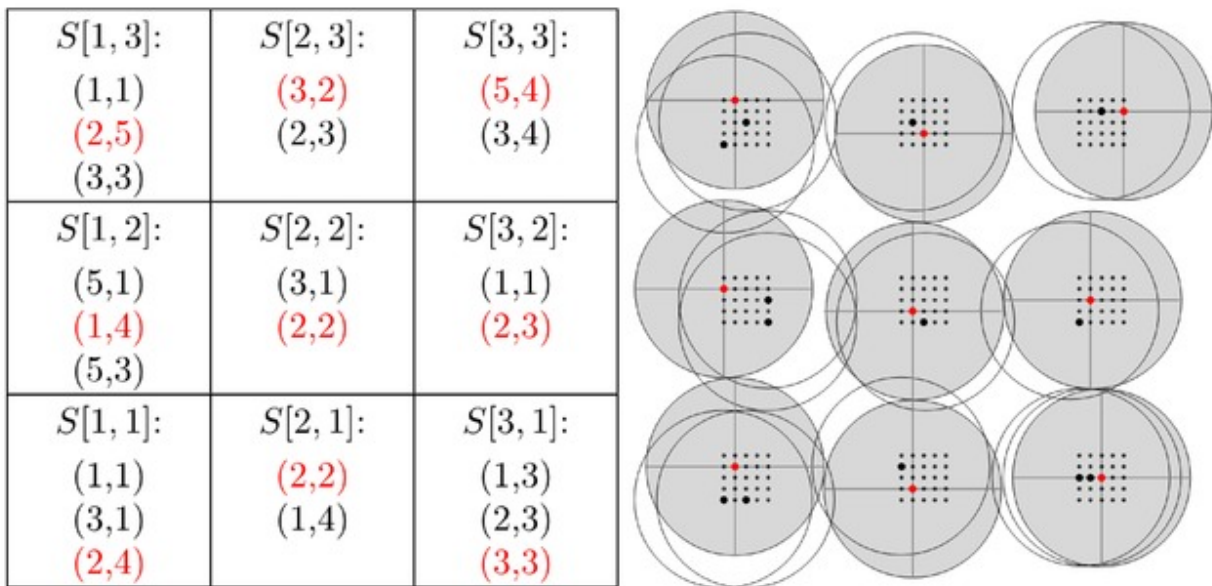 S[1, 3]: S[2, 3]: S[3, 3]:
(1,1) (3,2) (5,4)
(2,5) (2,3) (3,4)
(3,3)
S[1, 2]: S[2, 2]: S[3, 2]:
(5,1) (3,1) (1,1)
(1,4) (2,2) (2,3)
(5,3)
S[1, 1]: S[2, 1]: S[3, 1]:
(1,1) (2,2) (1,3)
(3,1) (1,4) (2,3)
(2,4) (3,3)